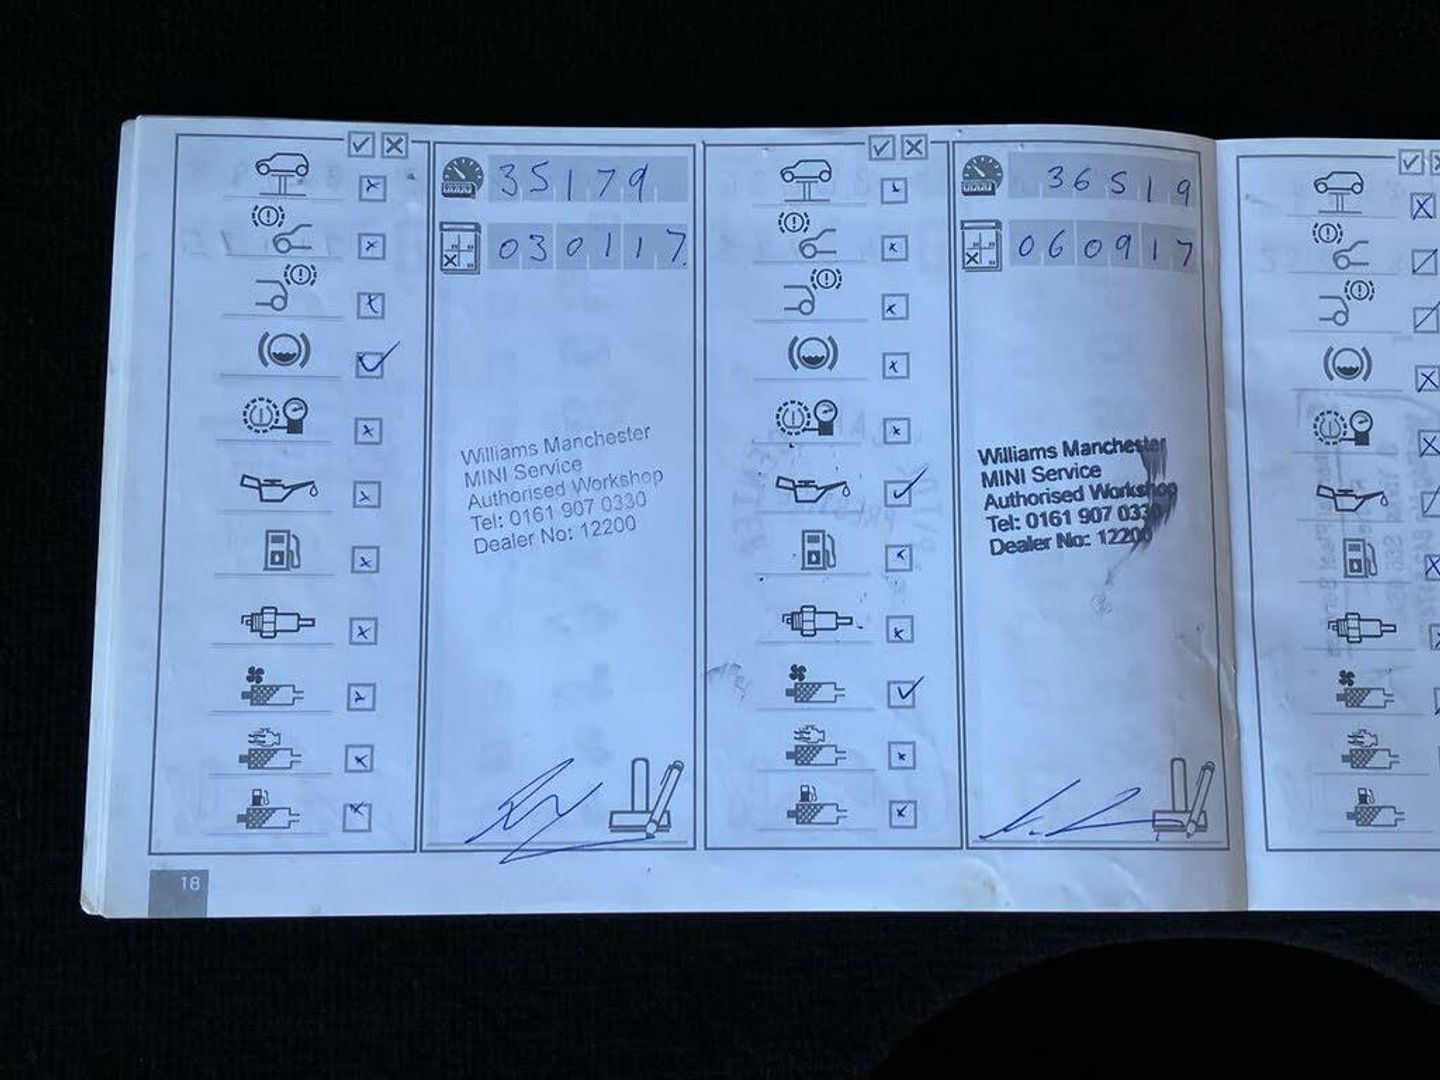 35179
030117
Williams Manchester
MINI Service
Authorised Workshop
Tel: 0161 907 0330
Dealer No: 12200
36519
060917
Williams Manchester
MINI Service
Authorised Workshop
Tel: 0161 907 0330
Dealer No: 12200
18